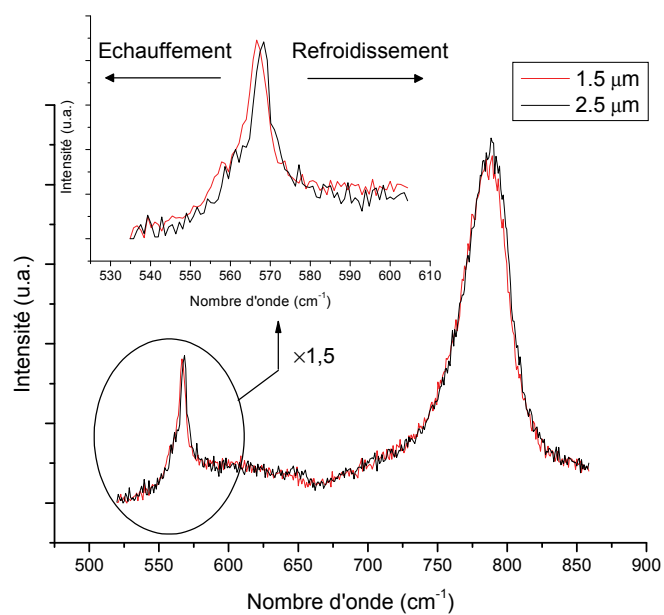 Echauffement
Refroidissement
Intensité (u.a.)
530 540 550 560 570 580 590 600 610
Nombre d'onde (cm-1)
1.5 µm
2.5 µm
×1,5
Intensité (u.a.)
500 550 600 650 700 750 800 850 900
Nombre d'onde (cm-1)